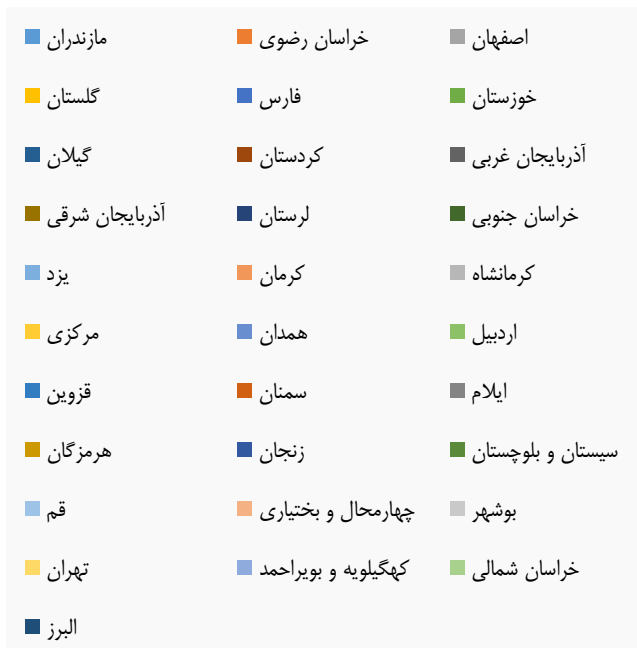 مازندران خراسان رضوی اصفهان
گلستان فارس خوزستان
گیلان کردستان آذربایجان غربی
آذربایجان شرقی لرستان خراسان جنوبی
یزد کرمان کرمانشاه
مرکزی همدان اردبیل
قزوین سمنان ایلام
هرمزگان زنجان سیستان و بلوچستان
قم چهارمحال و بختیاری بوشهر
تهران کهگیلویه و بویراحمد خراسان شمالی
البرز